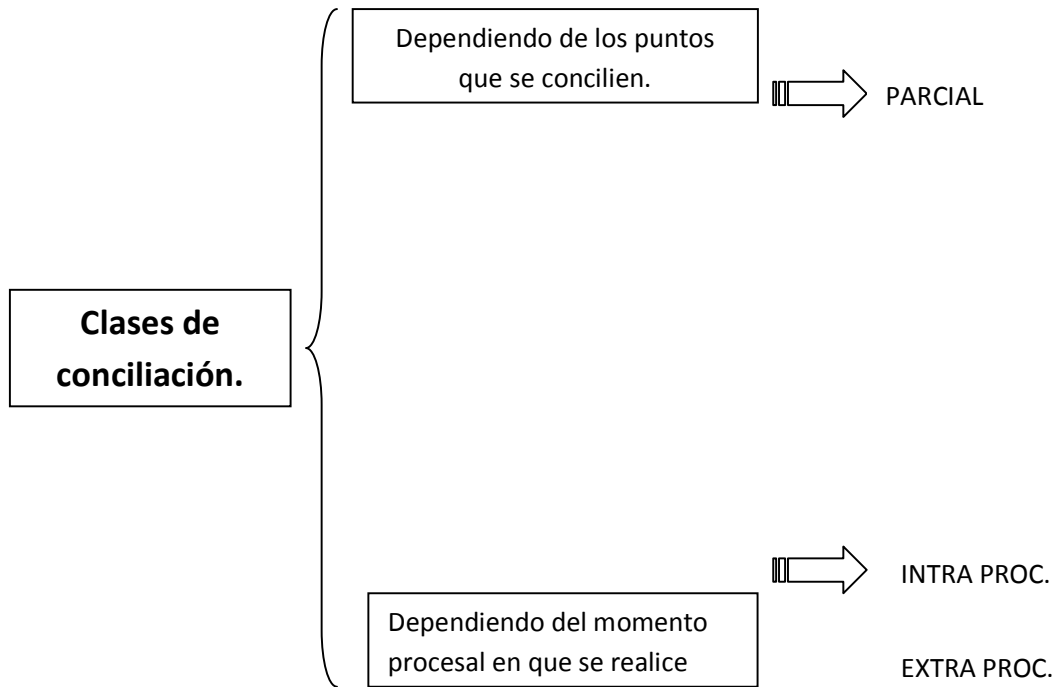 Dependiendo de los puntos
que se concilien.
PARCIAL
Clases de
conciliación.
INTRA PROC.
Dependiendo del momento
procesal en que se realice
EXTRA PROC.